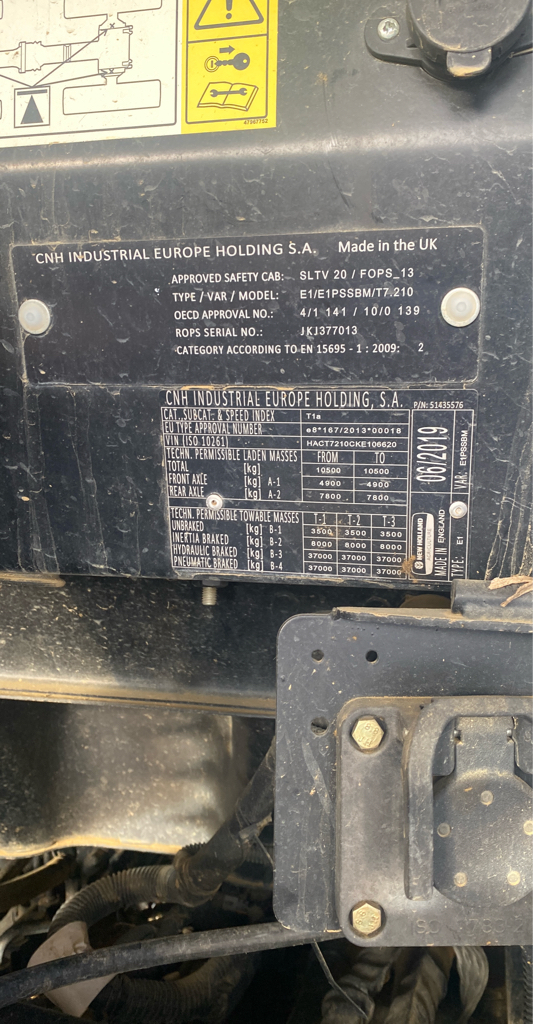 47387752
CNH INDUSTRIAL EUROPE HOLDING S.A. Made in the UK
APPROVED SAFETY CAB: SLTV 20 / FOPS_13
TYPE / VAR / MODEL: E1/E1PSSBM/T7.210
OECD APPROVAL NO.: 4/1 141 / 10/0 139
ROPS SERIAL NO.: JKJ377013
CATEGORY ACCORDING TO EN 15695 - 1 : 2009: 2
CNH INDUSTRIAL EUROPE HOLDING, S.A. P/N: 51435576
CAT.,SUBCAT. & SPEED INDEX T1a
EU TYPE APPROVAL NUMBER e8*167/2013*00018
VIN (ISO 10261) HACT7210CKE106620
TECHN. PERMISSIBLE LADEN MASSES FROM TO
TOTAL [kg] 10500 10500
FRONT AXLE [kg] A-1 4900 4900
REAR AXLE [kg] A-2 7800 7800
TECHN. PERMISSIBLE TOWABLE MASSES T-1 T-2 T-3
UNBRAKED [kg] B-1 3500 3500 3500
INERTIA BRAKED [kg] B-2 8000 8000 8000
HYDRAULIC BRAKED [kg] B-3 37000 37000 37000
PNEUMATIC BRAKED [kg] B-4 37000 37000 37000
06/2019
NEW HOLLAND
MADE IN ENGLAND
VAR: E1PSSBM
TYPE: E1
ISO